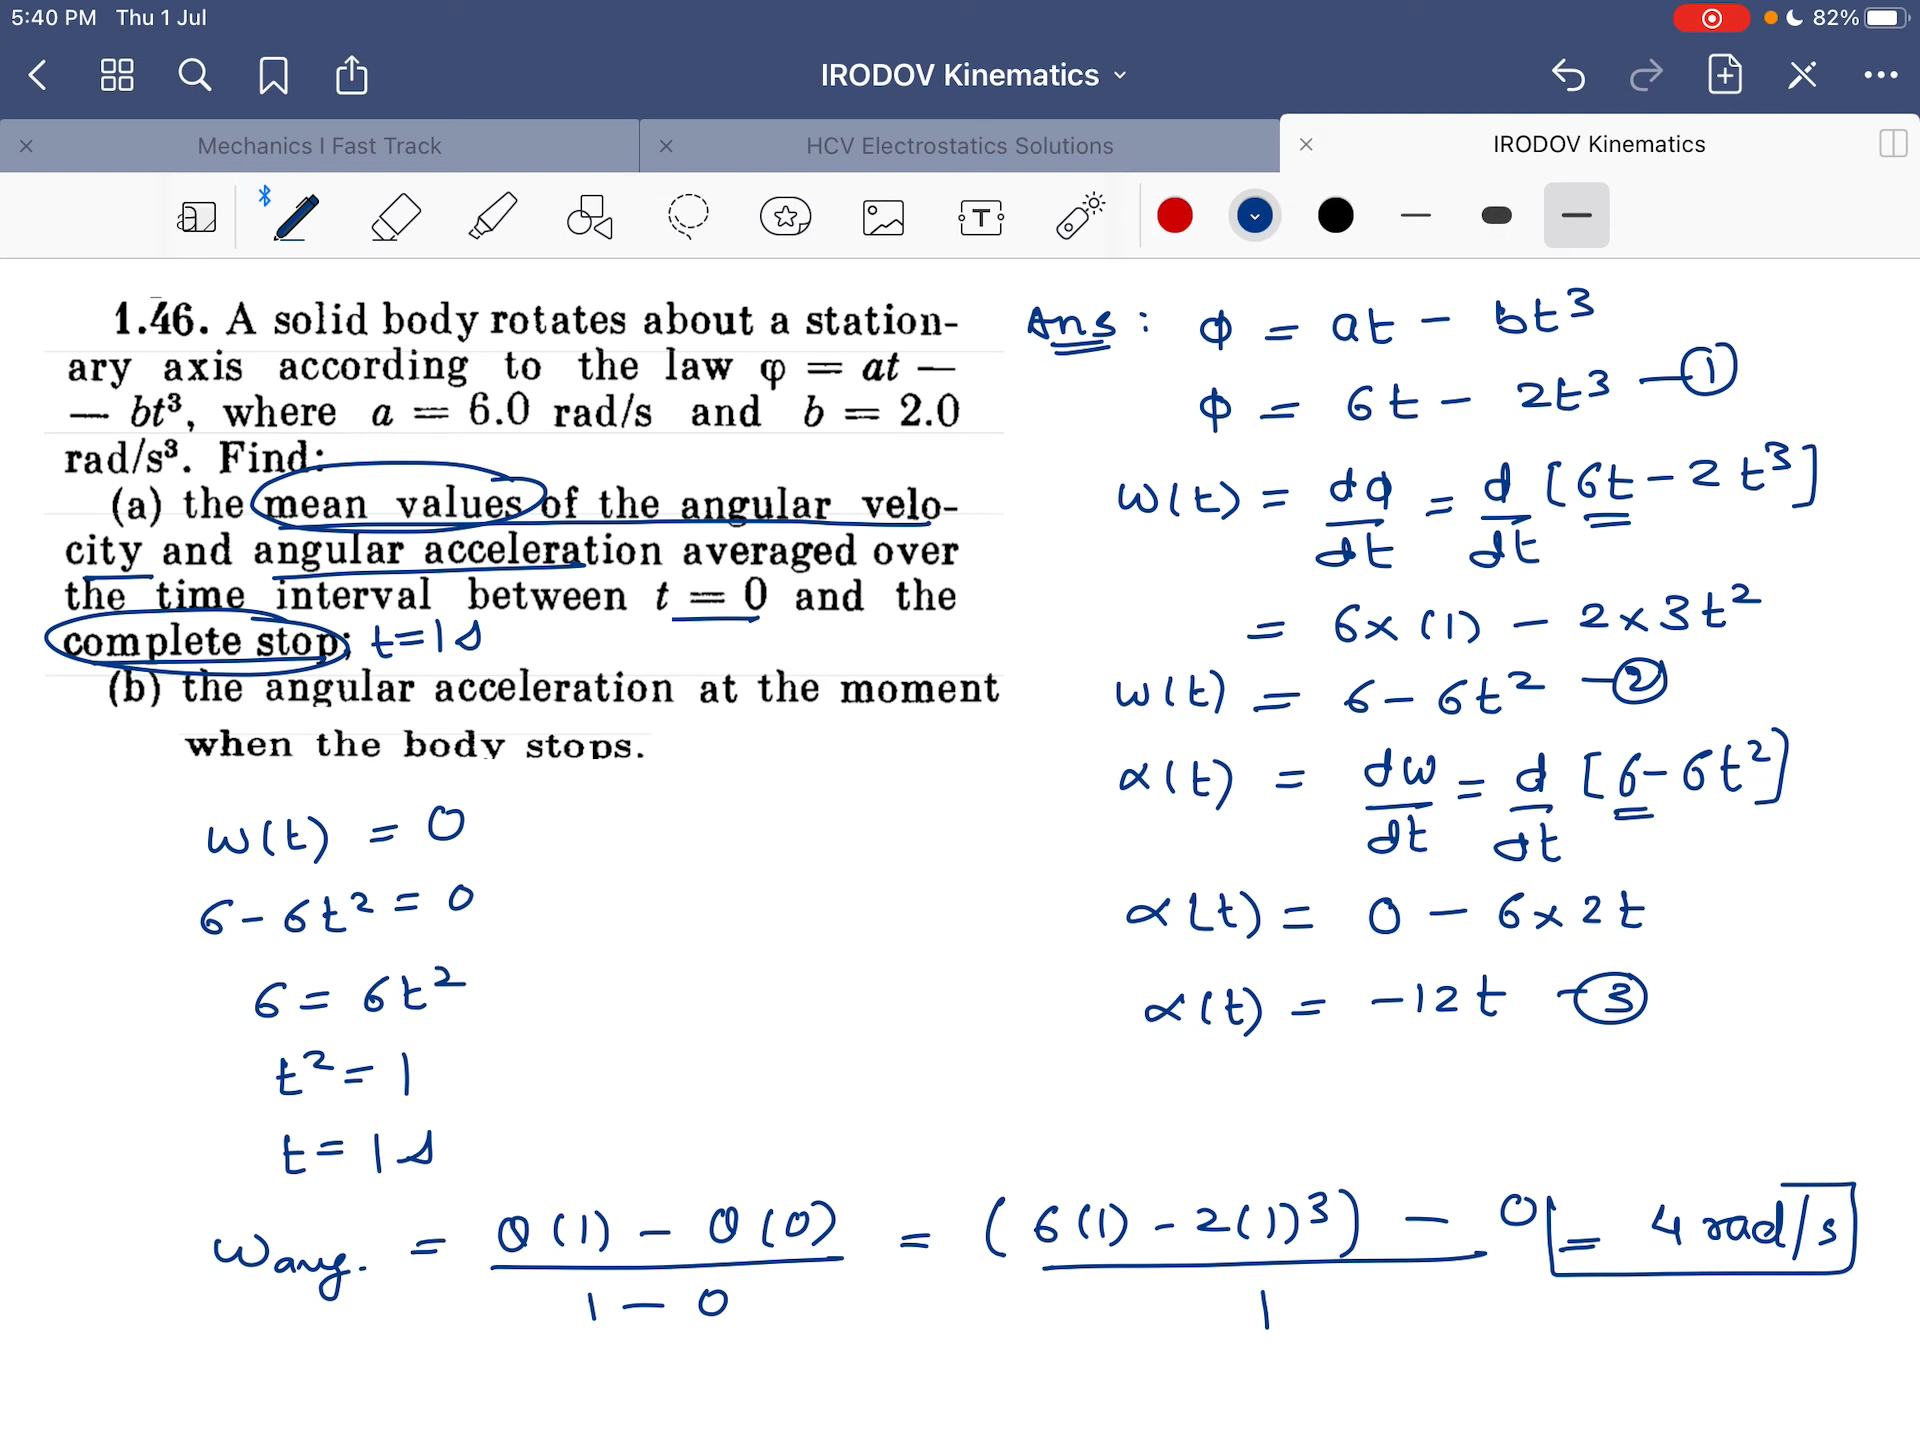 5:40 PM Thu 1 Jul
82%
IRODOV Kinematics
Mechanics I Fast Track
HCV Electrostatics Solutions
IRODOV Kinematics
1.46. A solid body rotates about a station-
ary axis according to the law φ = at —
— bt³, where a = 6.0 rad/s and b = 2.0
rad/s³. Find:
(a) the mean values of the angular velo-
city and angular acceleration averaged over
the time interval between t = 0 and the
complete stop; t=1s
(b) the angular acceleration at the moment
when the body stops.
Ans: ϕ = at - bt³
ϕ = 6t - 2t³ -①
w(t) = dϕ/dt = d/dt [6t - 2t³]
= 6×(1) - 2×3t²
w(t) = 6 - 6t² -②
α(t) = dw/dt = d/dt [6 - 6t²]
α(t) = 0 - 6×2t
α(t) = -12t -③
w(t) = 0
6 - 6t² = 0
6 = 6t²
t² = 1
t = 1s
wavg. = θ(1) - θ(0) / 1 - 0 = (6(1) - 2(1)³) - 0 / 1 = 4 rad/s